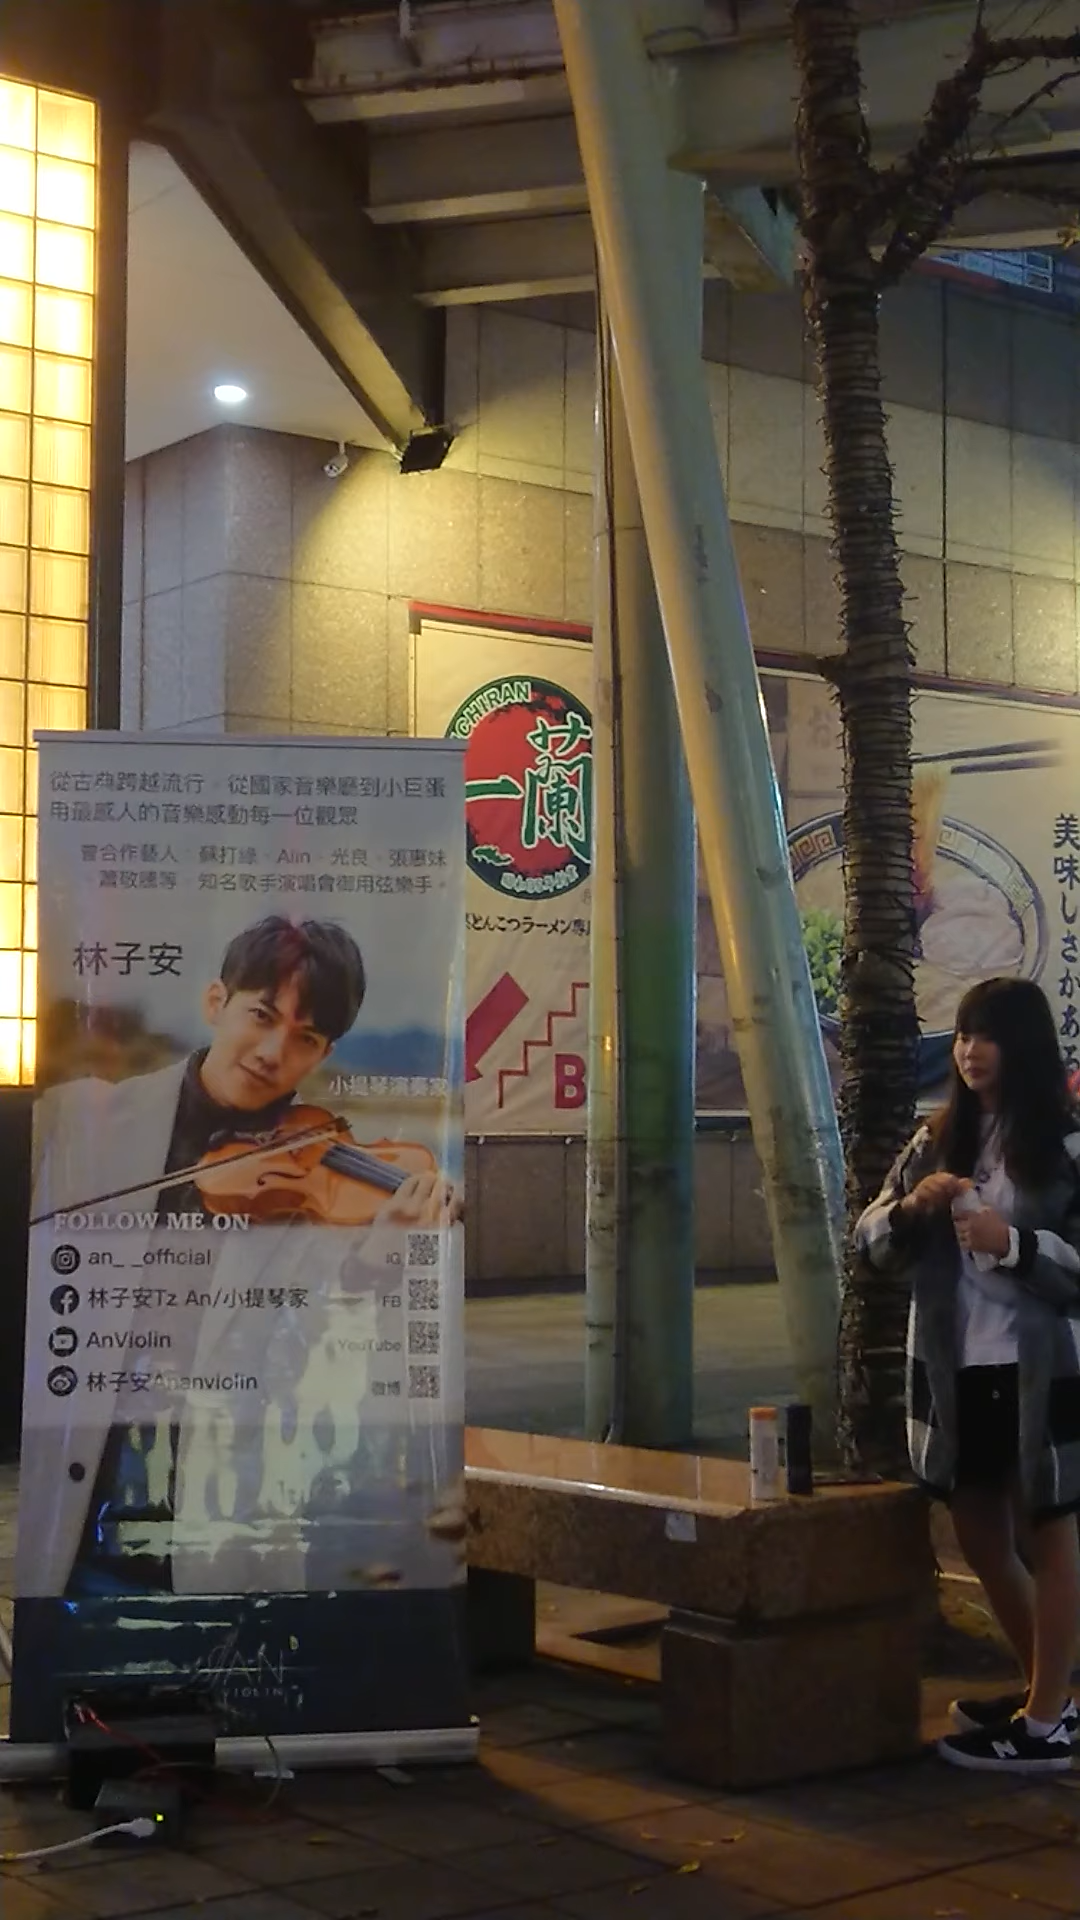 從古典跨越流行，從國家音樂廳到小巨蛋
用最感人的音樂感動每一位觀眾
曾合作藝人：蘇打綠、Alin、光良、張惠妹
蕭敬騰等，知名歌手演唱會御用弦樂手。
林子安
小提琴演奏家
FOLLOW ME ON
an_ _official
IG
林子安Tz An/小提琴家
FB
AnViolin
YouTube
林子安Ananviolin
微博
AN
VIOLIN
ICHIRAN
一蘭
とんこつラーメン専
B
美味しさかある
N